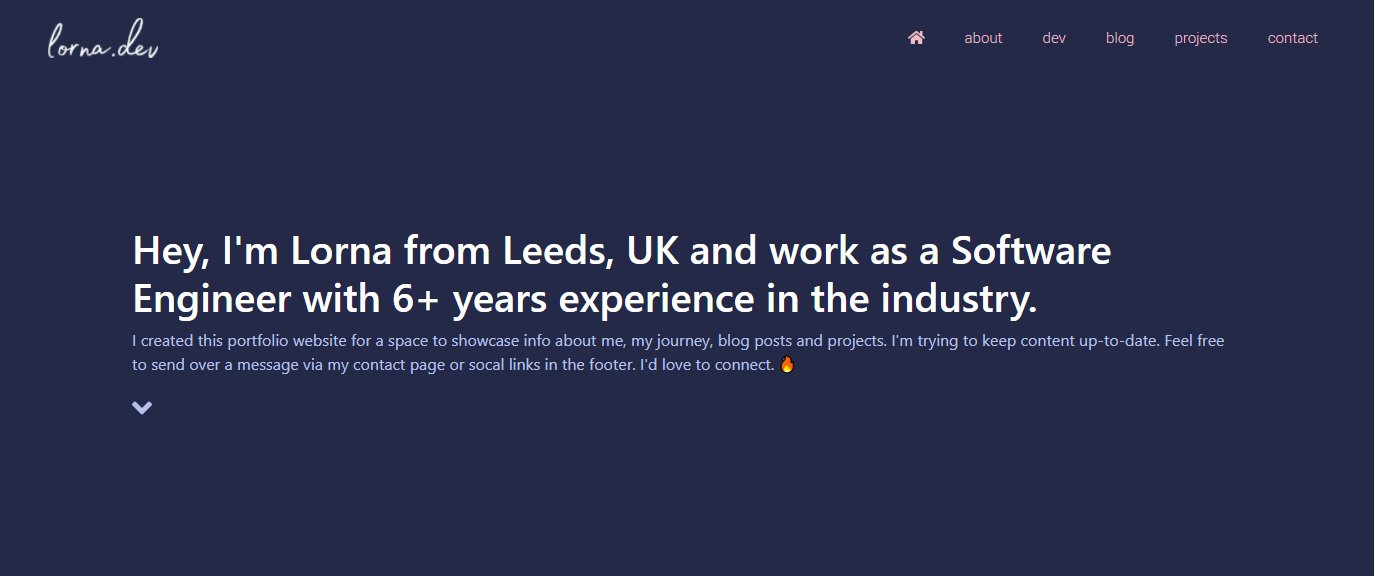 lorna.dev
about dev blog projects contact
Hey, I'm Lorna from Leeds, UK and work as a Software
Engineer with 6+ years experience in the industry.
I created this portfolio website for a space to showcase info about me, my journey, blog posts and projects. I'm trying to keep content up-to-date. Feel free
to send over a message via my contact page or socal links in the footer. I'd love to connect. 🔥